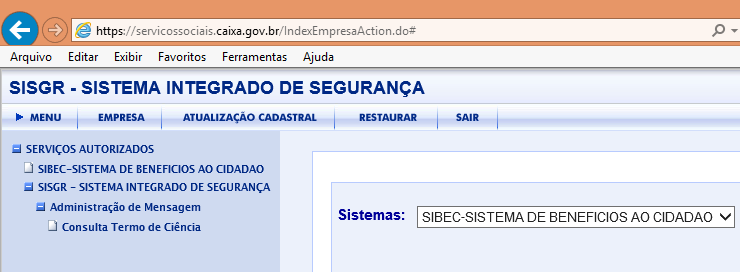 https://servicossociais.caixa.gov.br/IndexEmpresaAction.do#
Arquivo Editar Exibir Favoritos Ferramentas Ajuda
SISGR - SISTEMA INTEGRADO DE SEGURANÇA
MENU EMPRESA ATUALIZAÇÃO CADASTRAL RESTAURAR SAIR
SERVIÇOS AUTORIZADOS
SIBEC-SISTEMA DE BENEFICIOS AO CIDADAO
SISGR - SISTEMA INTEGRADO DE SEGURANÇA
Administração de Mensagem
Consulta Termo de Ciência
Sistemas: SIBEC-SISTEMA DE BENEFICIOS AO CIDADAO